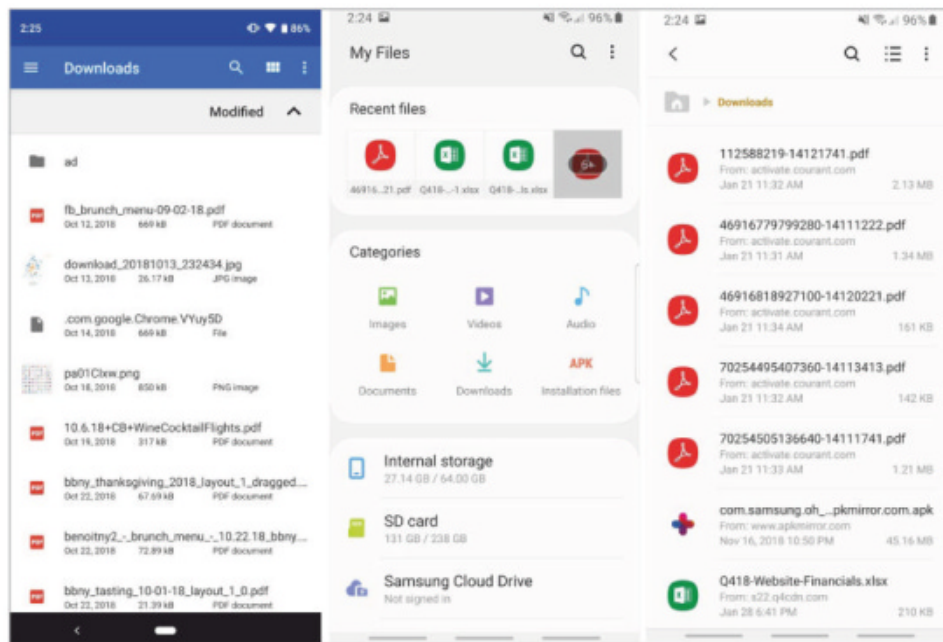 2:25
86%
Downloads
Modified
ad
fb_brunch_menu-09-02-18.pdf
Oct 12, 2018 669 kB PDF document
download_20181013_232434.jpg
Oct 13, 2018 26.17 kB JPG image
.com.google.Chrome.VYuy5D
Oct 14, 2018 669 kB File
pa01Clxw.png
Oct 18, 2018 850 kB PNG image
10.6.18+CB+WineCocktailFlights.pdf
Oct 19, 2018 317 kB PDF document
bbny_thanksgiving_2018_layout_1_dragged....
Oct 22, 2018 67.69 kB PDF document
benoitny2_-_brunch_menu_-_10.22.18_bbny....
Oct 22, 2018 72.89 kB PDF document
bbny_tasting_10-01-18_layout_1_0.pdf
Oct 22, 2018 21.39 kB PDF document
2:24
96%
My Files
Recent files
46916...21.pdf Q418-...-1.xlsx Q418-...ls.xlsx
Categories
Images Videos Audio
APK
Documents Downloads Installation files
Internal storage
27.14 GB / 64.00 GB
SD card
131 GB / 238 GB
Samsung Cloud Drive
Not signed in
2:24
96%
Downloads
112588219-14121741.pdf
From: activate.courant.com
Jan 21 11:32 AM 2.13 MB
46916779799280-14111222.pdf
From: activate.courant.com
Jan 21 11:31 AM 1.34 MB
46916818927100-14120221.pdf
From: activate.courant.com
Jan 21 11:34 AM 161 KB
70254495407360-14113413.pdf
From: activate.courant.com
Jan 21 11:32 AM 142 KB
70254505136640-14111741.pdf
From: activate.courant.com
Jan 21 11:33 AM 1.21 MB
com.samsung.oh_...pkmirror.com.apk
From: www.apkmirror.com
Nov 16, 2018 10:50 PM 45.16 MB
Q418-Website-Financials.xlsx
From: s22.q4cdn.com
Jan 28 6:41 PM 210 KB